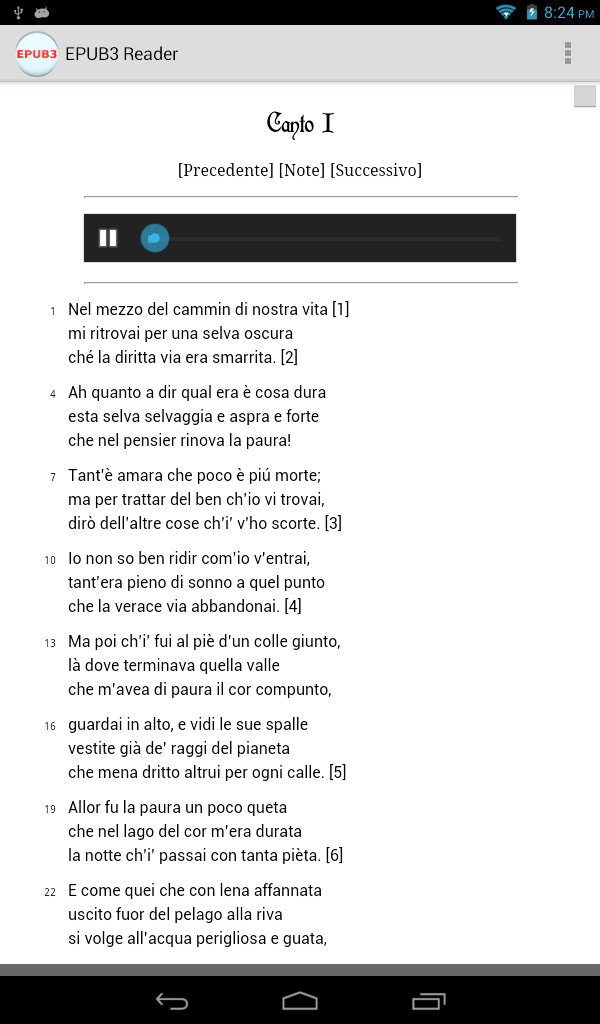 8:24 PM
EPUB3 EPUB3 Reader
Canto I
[Precedente] [Note] [Successivo]
1 Nel mezzo del cammin di nostra vita [1]
mi ritrovai per una selva oscura
ché la diritta via era smarrita. [2]
4 Ah quanto a dir qual era è cosa dura
esta selva selvaggia e aspra e forte
che nel pensier rinova la paura!
7 Tant'è amara che poco è piú morte;
ma per trattar del ben ch'io vi trovai,
dirò dell'altre cose ch'i' v'ho scorte. [3]
10 Io non so ben ridir com'io v'entrai,
tant'era pieno di sonno a quel punto
che la verace via abbandonai. [4]
13 Ma poi ch'i' fui al piè d'un colle giunto,
là dove terminava quella valle
che m'avea di paura il cor compunto,
16 guardai in alto, e vidi le sue spalle
vestite già de' raggi del pianeta
che mena dritto altrui per ogni calle. [5]
19 Allor fu la paura un poco queta
che nel lago del cor m'era durata
la notte ch'i' passai con tanta pièta. [6]
22 E come quei che con lena affannata
uscito fuor del pelago alla riva
si volge all'acqua perigliosa e guata,